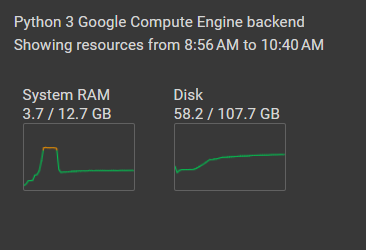 Python 3 Google Compute Engine backend
Showing resources from 8:56 AM to 10:40 AM
System RAM
3.7 / 12.7 GB
Disk
58.2 / 107.7 GB